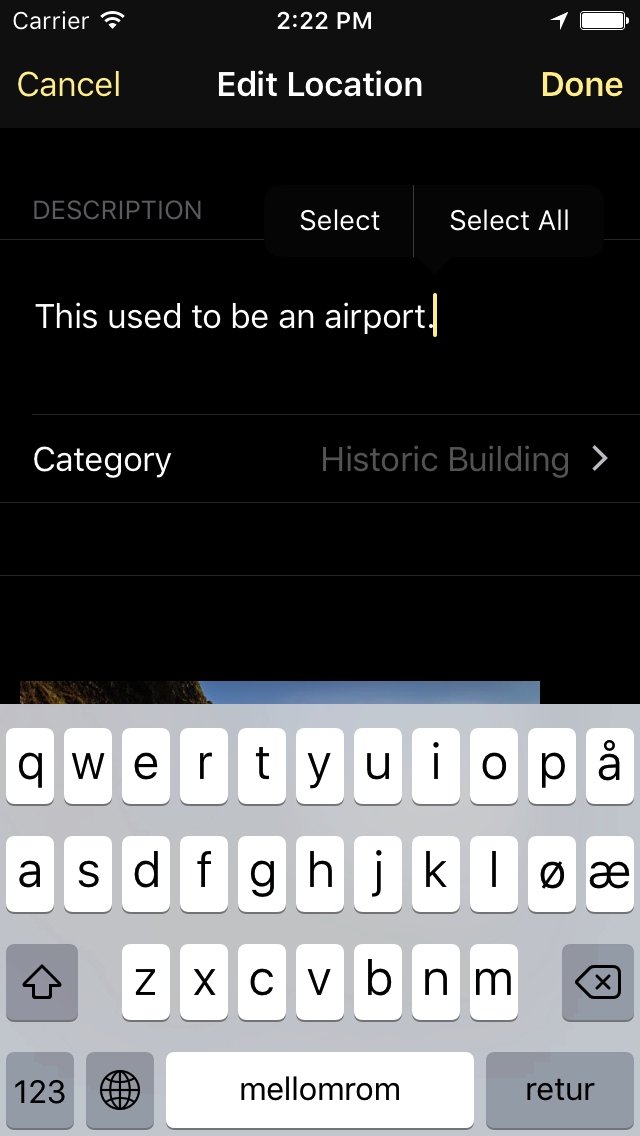 Carrier 2:22 PM
Cancel Edit Location Done
DESCRIPTION Select Select All
This used to be an airport.
Category Historic Building
q w e r t y u i o p å
a s d f g h j k l ø æ
z x c v b n m
123 mellomrom retur